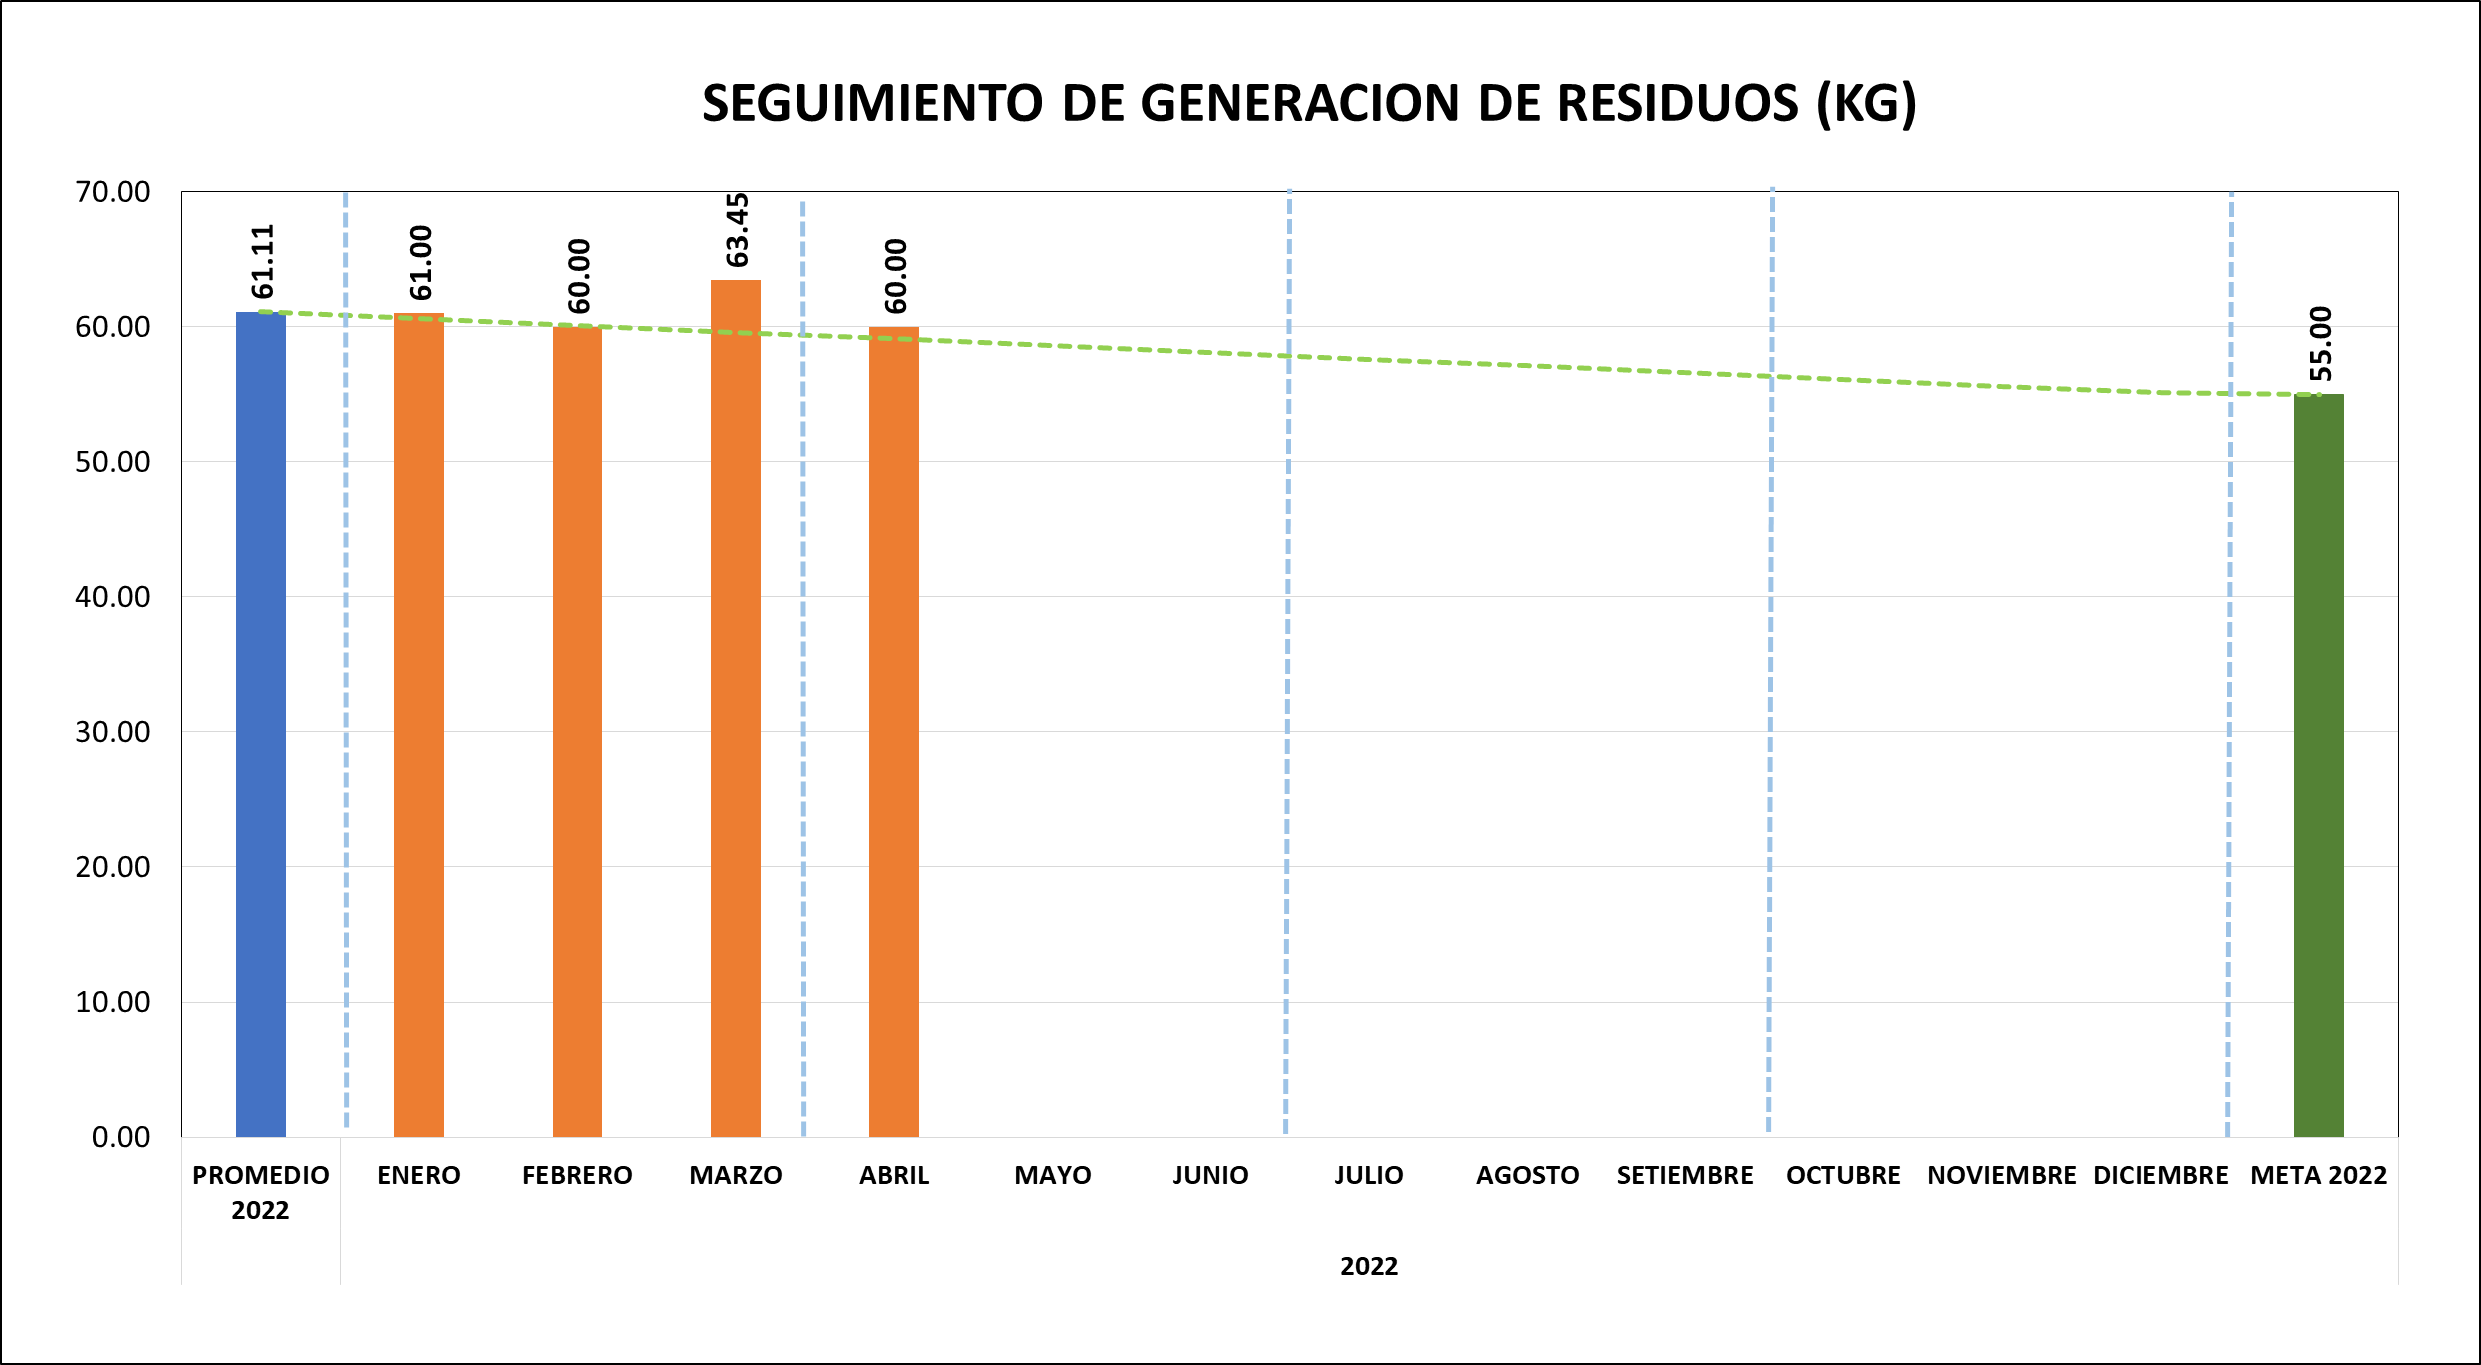 SEGUIMIENTO DE GENERACION DE RESIDUOS (KG)
70.00
60.00
50.00
40.00
30.00
20.00
10.00
0.00
61.11
61.00
60.00
63.45
60.00
55.00
PROMEDIO 2022
ENERO
FEBRERO
MARZO
ABRIL
MAYO
JUNIO
JULIO
AGOSTO
SETIEMBRE
OCTUBRE
NOVIEMBRE
DICIEMBRE
META 2022
2022